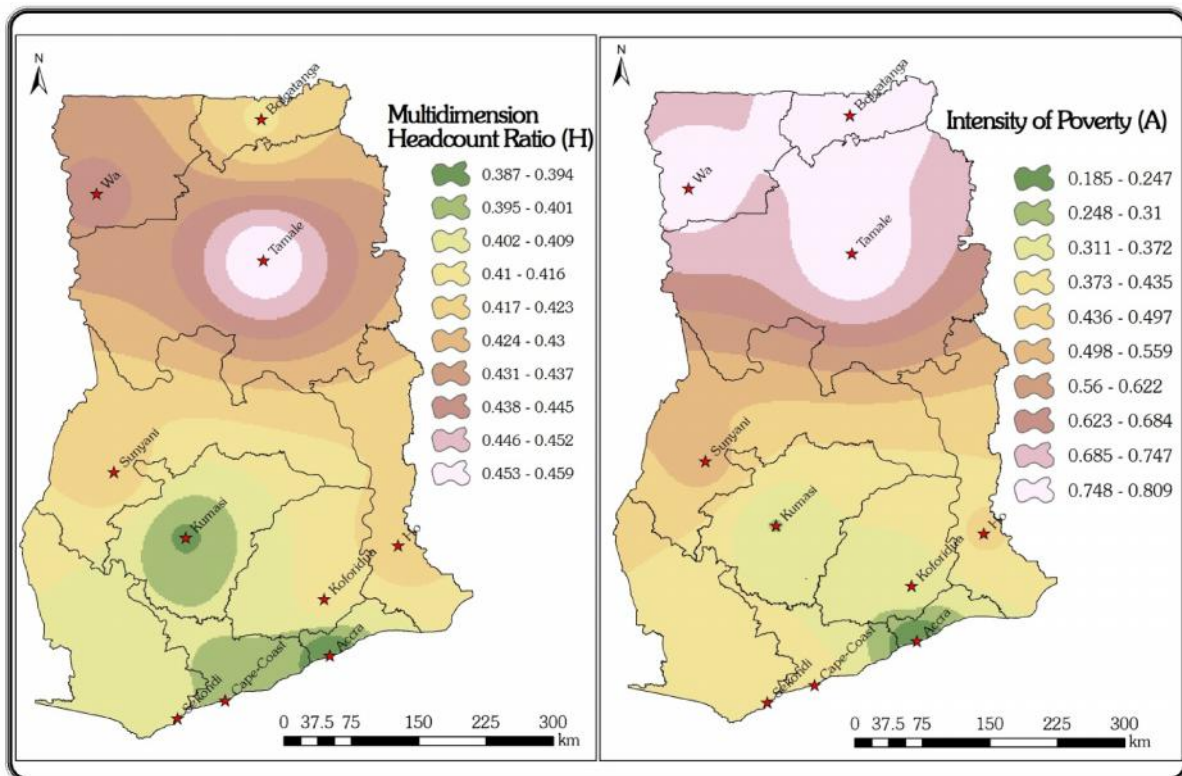 N
Multidimension
Headcount Ratio (H)
0.387 - 0.394
0.395 - 0.401
0.402 - 0.409
0.41 - 0.416
0.417 - 0.423
0.424 - 0.43
0.431 - 0.437
0.438 - 0.445
0.446 - 0.452
0.453 - 0.459
Bolgatanga
Wa
Tamale
Sunyani
Kumasi
Ho
Koforidua
Accra
Cape-Coast
Sekondi
0 37.5 75 150 225 300
km
N
Intensity of Poverty (A)
0.185 - 0.247
0.248 - 0.31
0.311 - 0.372
0.373 - 0.435
0.436 - 0.497
0.498 - 0.559
0.56 - 0.622
0.623 - 0.684
0.685 - 0.747
0.748 - 0.809
Bolgatanga
Wa
Tamale
Sunyani
Kumasi
Ho
Koforidua
Accra
Cape-Coast
Sekondi
0 37.5 75 150 225 300
km